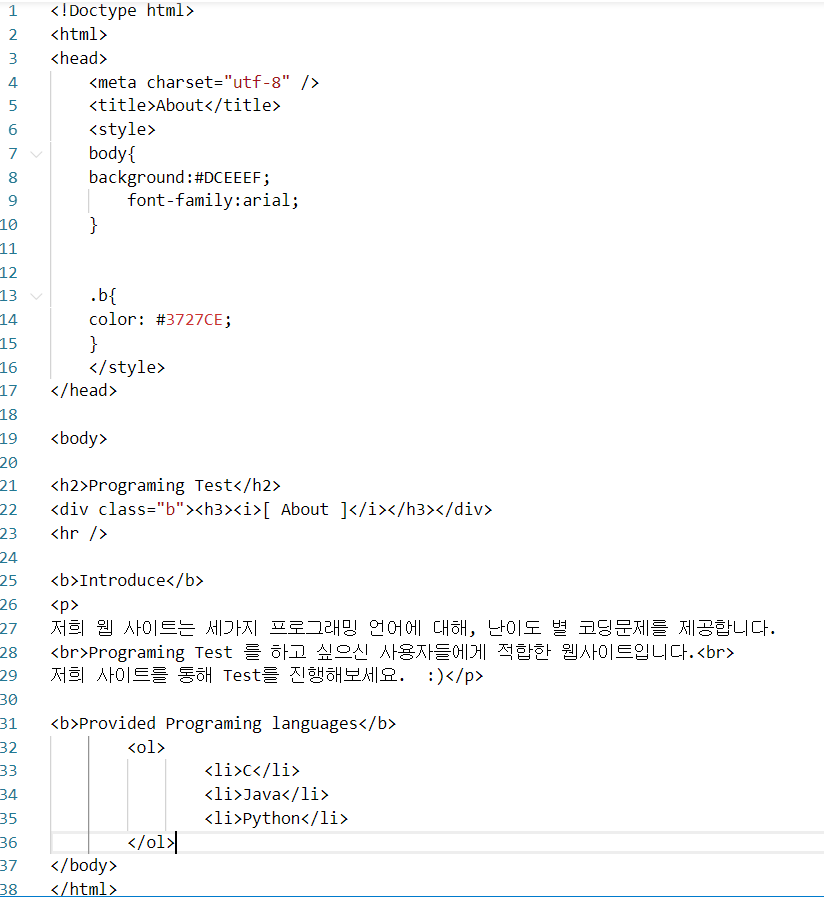 1 <!Doctype html>
2 <html>
3 <head>
4 <meta charset="utf-8" />
5 <title>About</title>
6 <style>
7 body{
8 background:#DCEEEF;
9 font-family:arial;
10 }
11
12
13 .b{
14 color: #3727CE;
15 }
16 </style>
17 </head>
18
19 <body>
20
21 <h2>Programing Test</h2>
22 <div class="b"><h3><i>[ About ]</i></h3></div>
23 <hr />
24
25 <b>Introduce</b>
26 <p>
27 저희 웹 사이트는 세가지 프로그래밍 언어에 대해, 난이도 별 코딩문제를 제공합니다.
28 <br>Programing Test 를 하고 싶으신 사용자들에게 적합한 웹사이트입니다.<br>
29 저희 사이트를 통해 Test를 진행해보세요.  :)</p>
30
31 <b>Provided Programing languages</b>
32 <ol>
33 <li>C</li>
34 <li>Java</li>
35 <li>Python</li>
36 </ol>
37 </body>
38 </html>